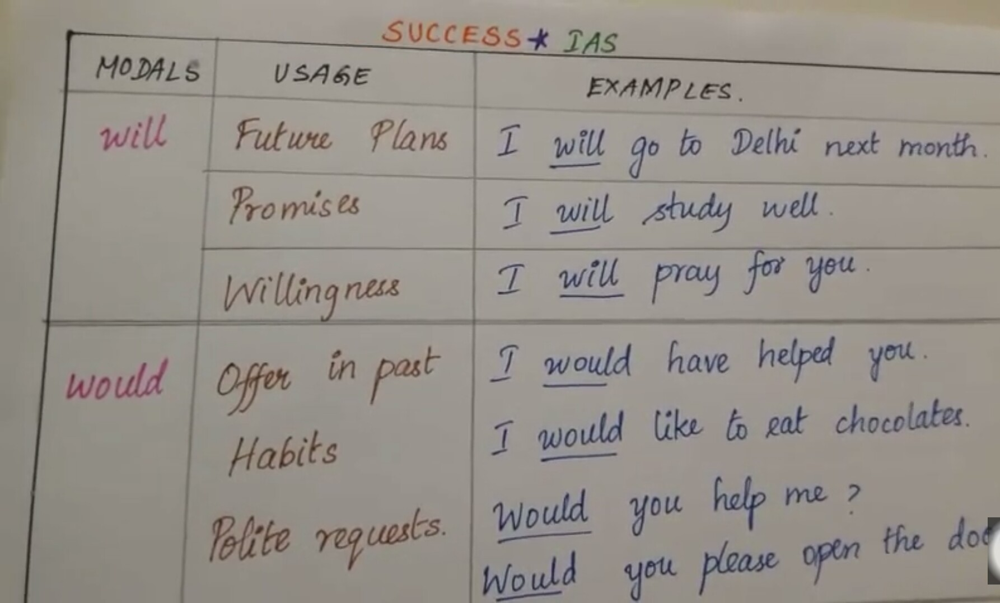 SUCCESS * IAS
MODALS USAGE EXAMPLES.
will Future Plans I will go to Delhi next month.
Promises I will study well.
Willingness I will pray for you.
would Offer in past I would have helped you.
Habits I would like to eat chocolates.
Polite requests. Would you help me ?
Would you please open the